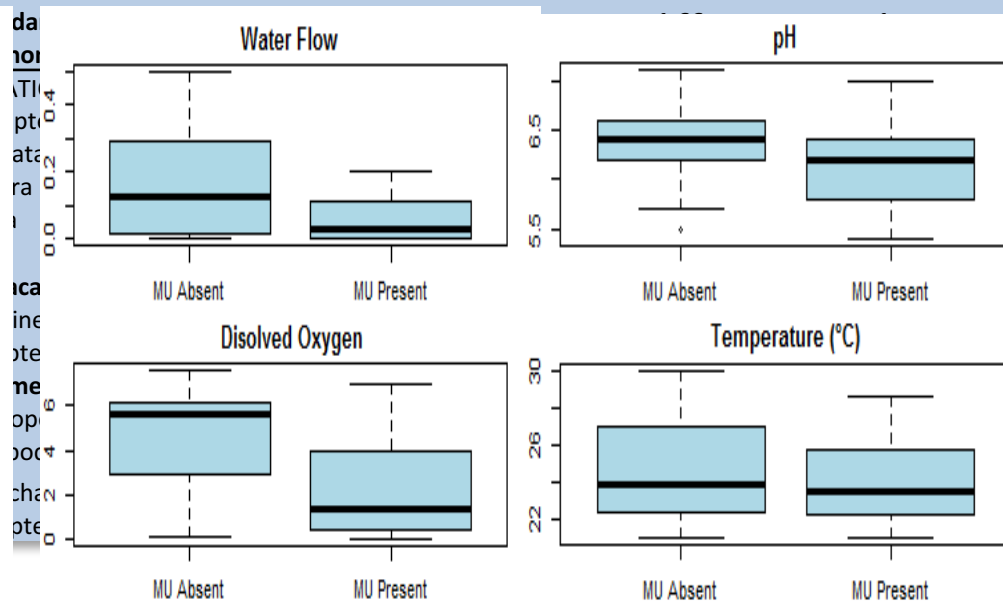 Water Flow
0.4
0.2
0.0
MU Absent
MU Present
pH
6.5
5.5
MU Absent
MU Present
Disolved Oxygen
6
4
2
0
MU Absent
MU Present
Temperature (°C)
30
26
22
MU Absent
MU Present